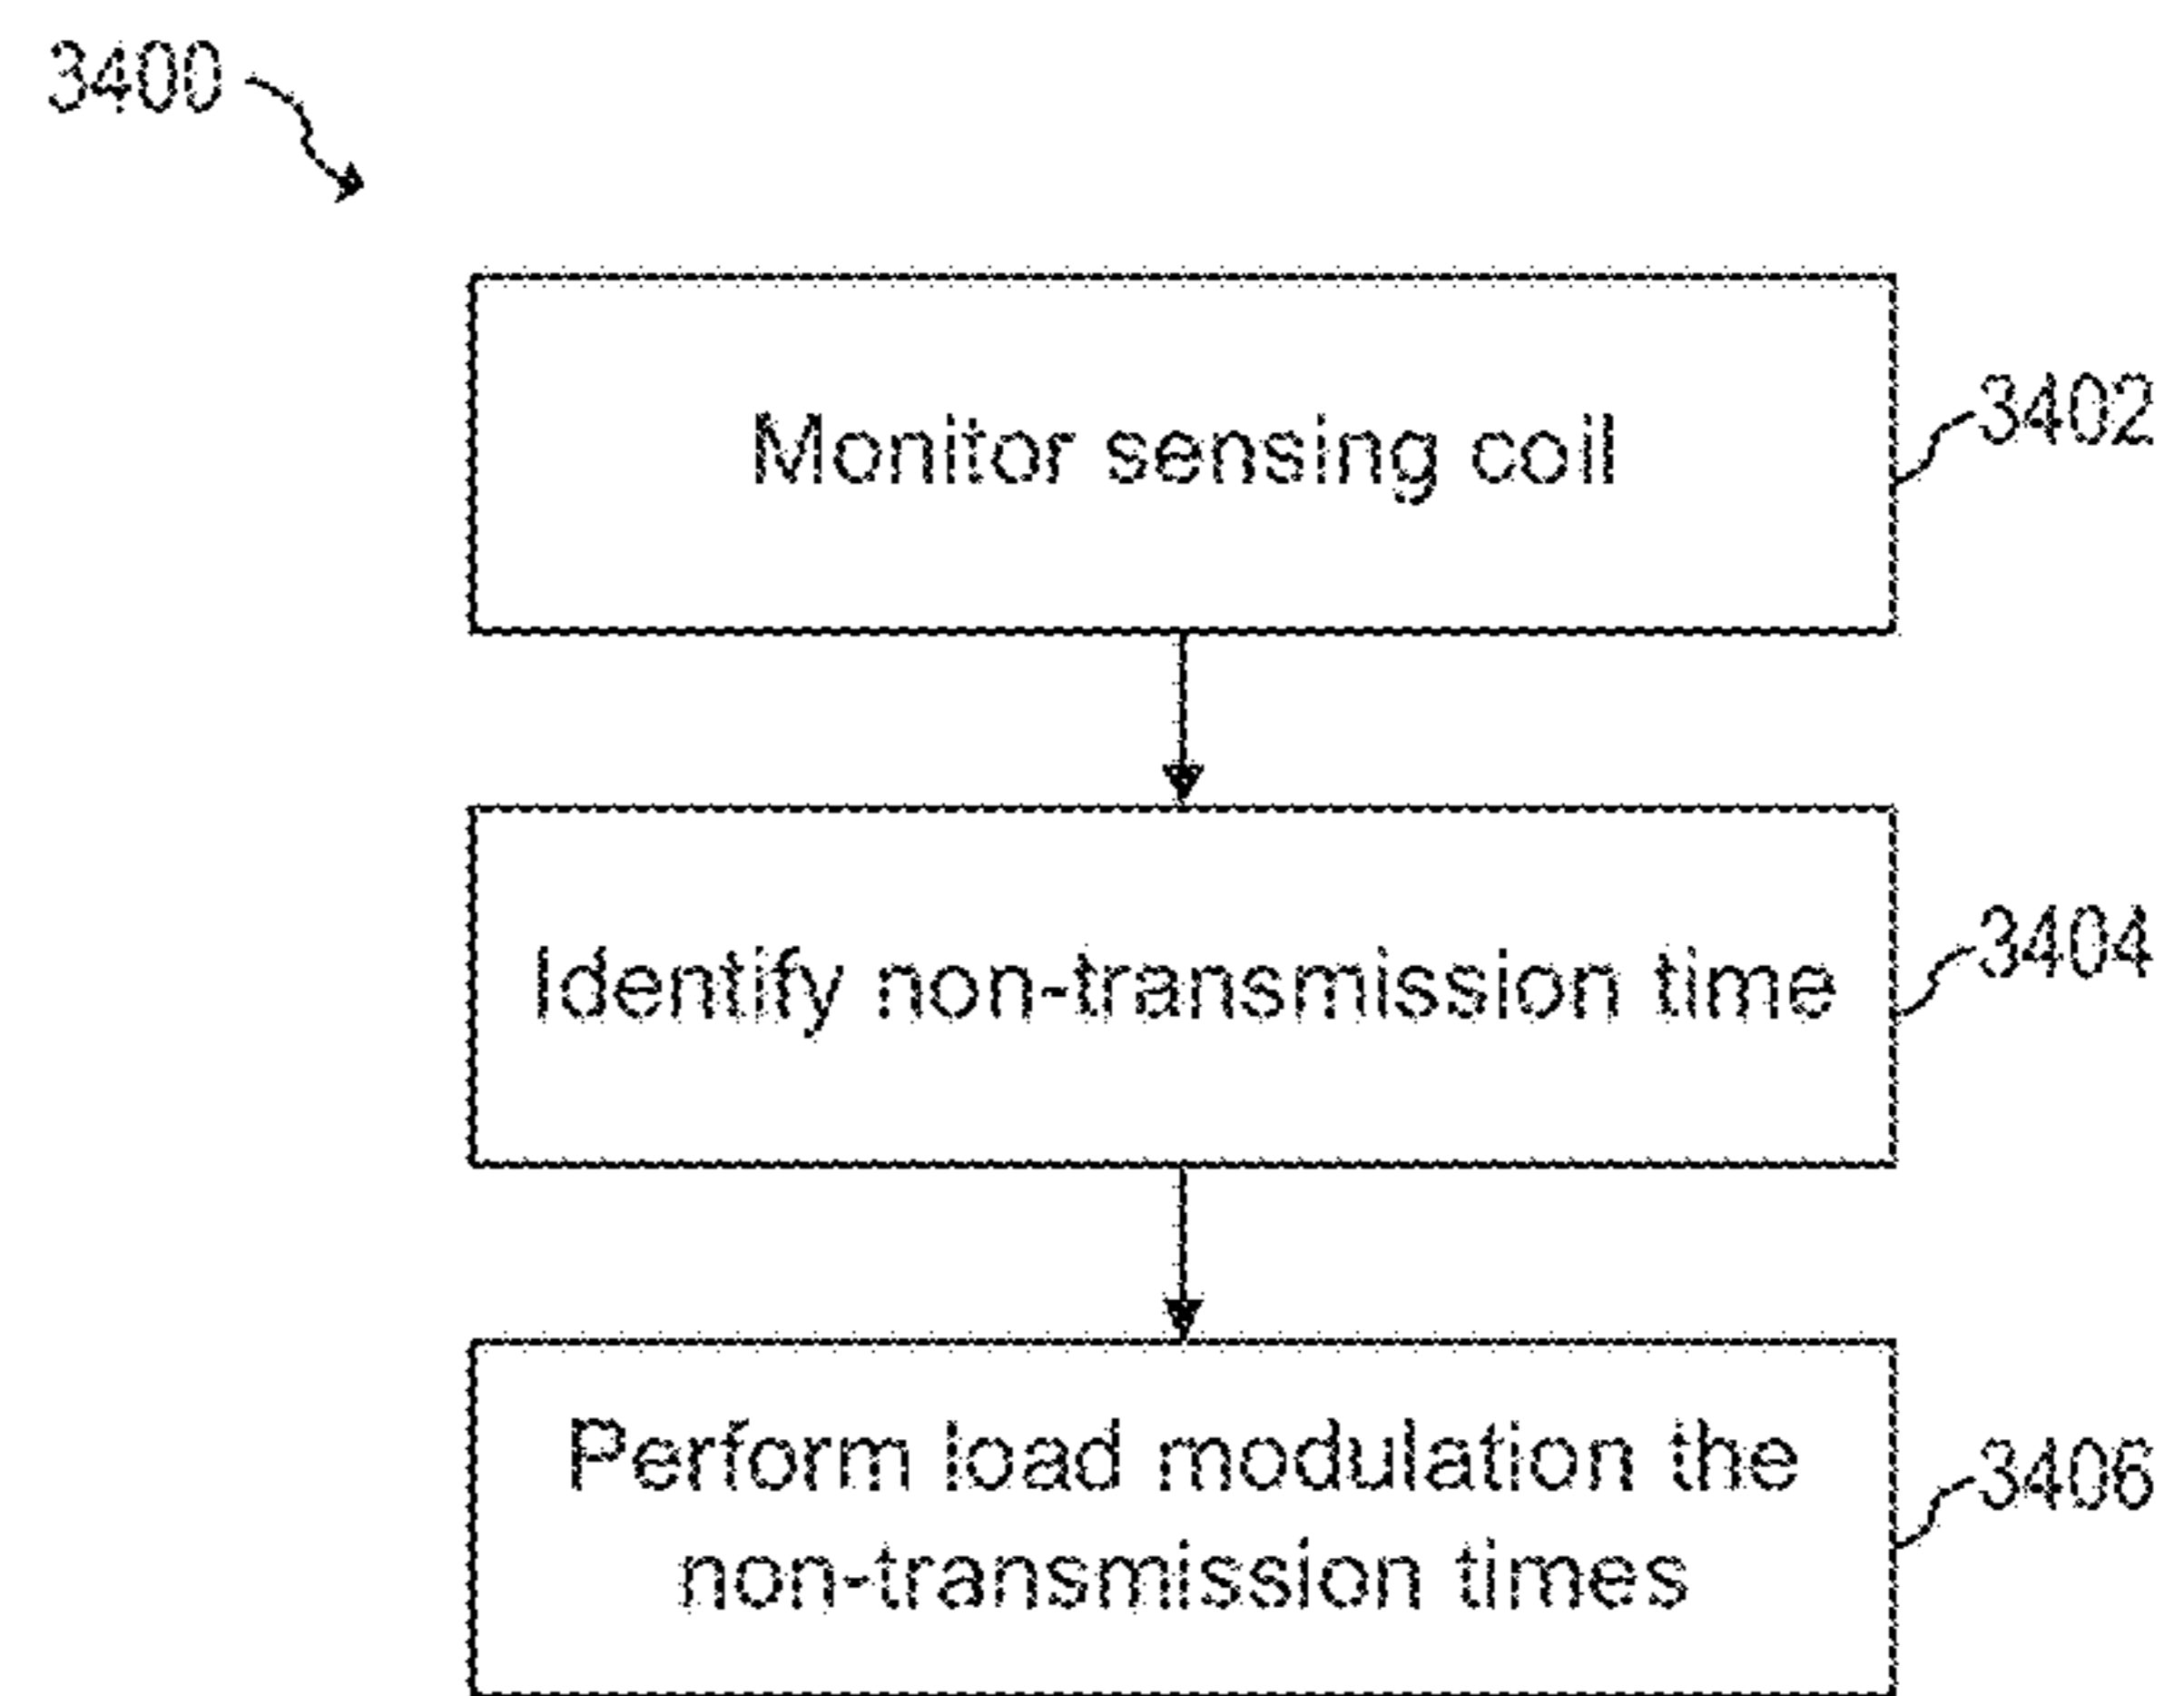 3400
Monitor sensing coil
3402
Identify non-transmission time
3404
Perform load modulation the
non-transmission times
3406